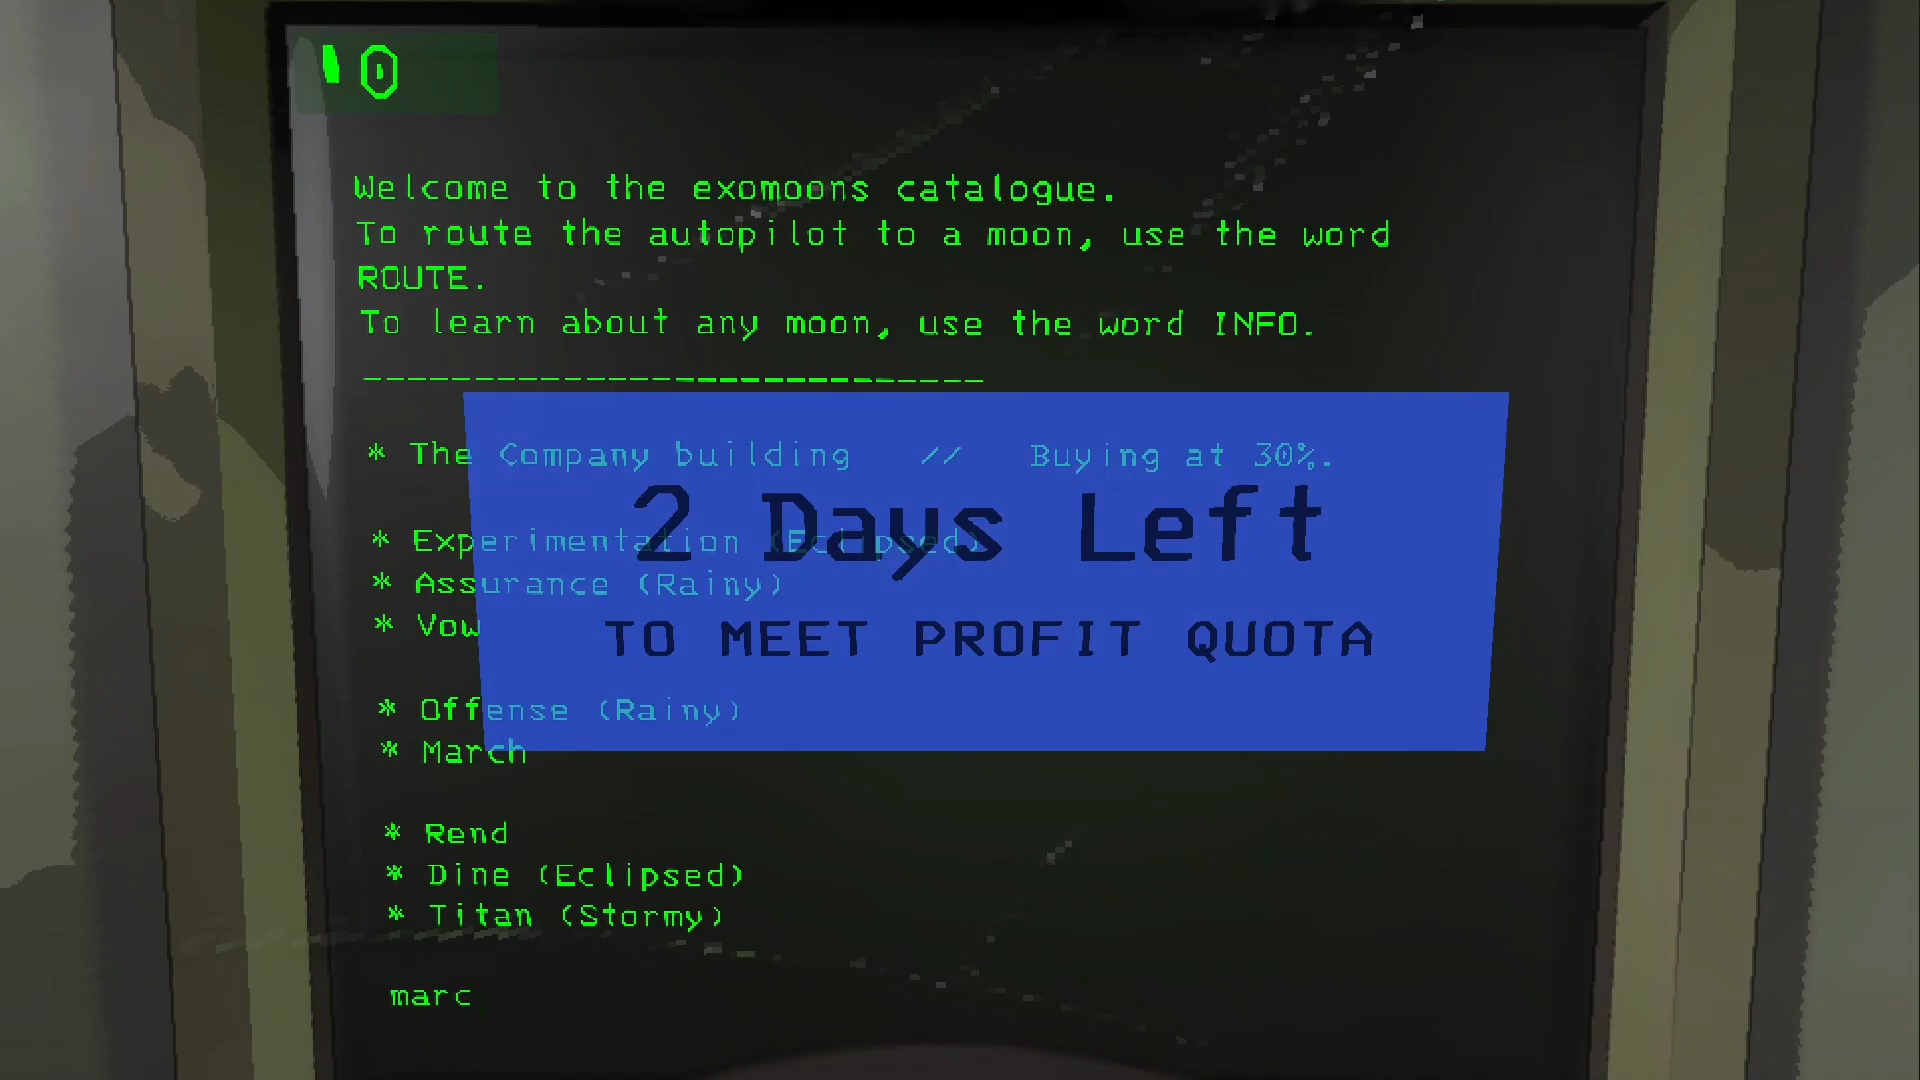 0
Welcome to the exomoons catalogue.
To route the autopilot to a moon, use the word
ROUTE.
To learn about any moon, use the word INFO.
----------------------------
* The Company building // Buying at 30%.
2 Days Left
* Experimentation (Eclipsed)
* Assurance (Rainy)
* Vow
TO MEET PROFIT QUOTA
* Offense (Rainy)
* March
* Rend
* Dine (Eclipsed)
* Titan (Stormy)
marc